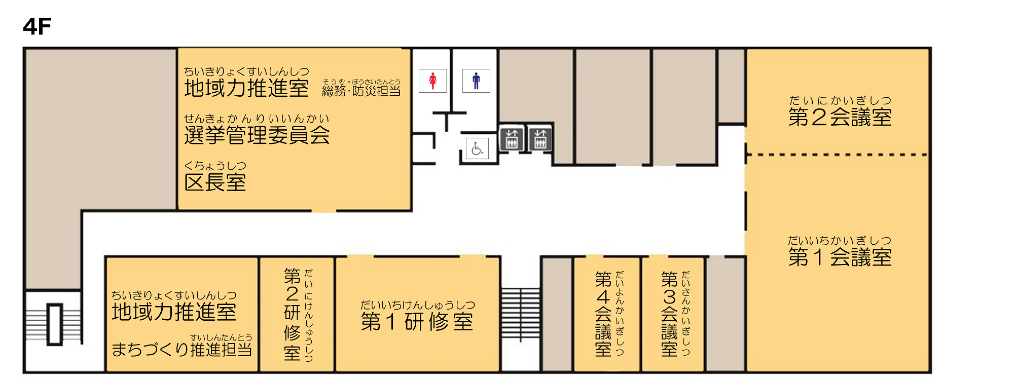 4F
ちいきりょくすいしんしつ
地域力推進室
そうむ・ぼうさいたんとう
総務・防災担当
せんきょかんりいいんかい
選挙管理委員会
くちょうしつ
区長室
だいにかいぎしつ
第2会議室
だいいちかいぎしつ
第1会議室
ちいきりょくすいしんしつ
地域力推進室
すいしんたんとう
まちづくり推進担当
だいにけんしゅうしつ
第2研修室
だいいちけんしゅうしつ
第1研修室
だいよんかいぎしつ
第4会議室
だいさんかいぎしつ
第3会議室